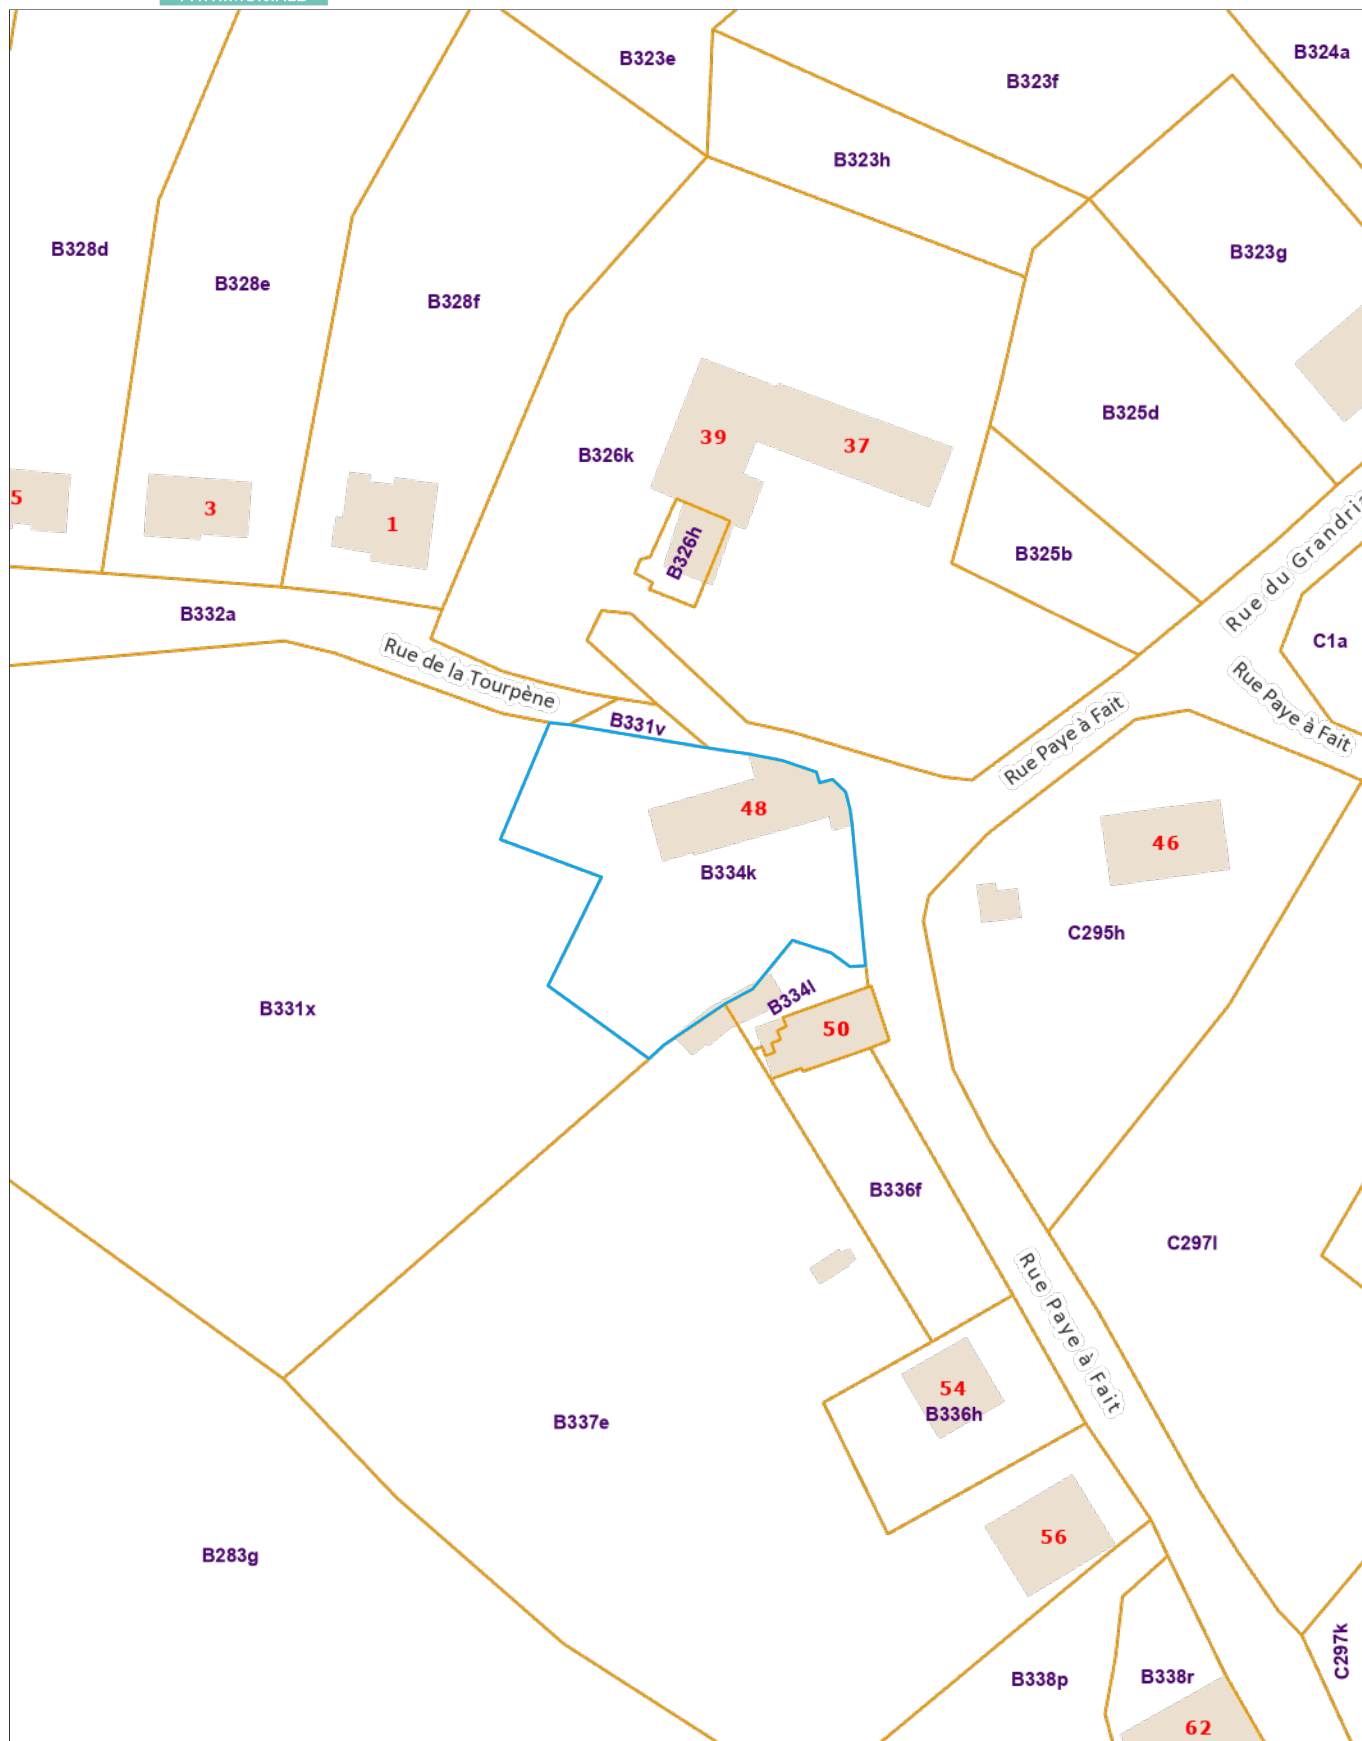 B324a
B323e
B323f
B323h
B328d
B323g
B328e
B328f
B325d
39
37
B326k
5
3
1
B326h
B325b
Rue du Grandri
B332a
C1a
Rue de la Tourpène
Rue Paye à Fait
B331v
Rue Paye à Fait
48
46
B334k
C295h
B331x
B334l
50
B336f
C297l
Rue Paye à Fait
54
B336h
B337e
56
B283g
C297k
B338p
B338r
62